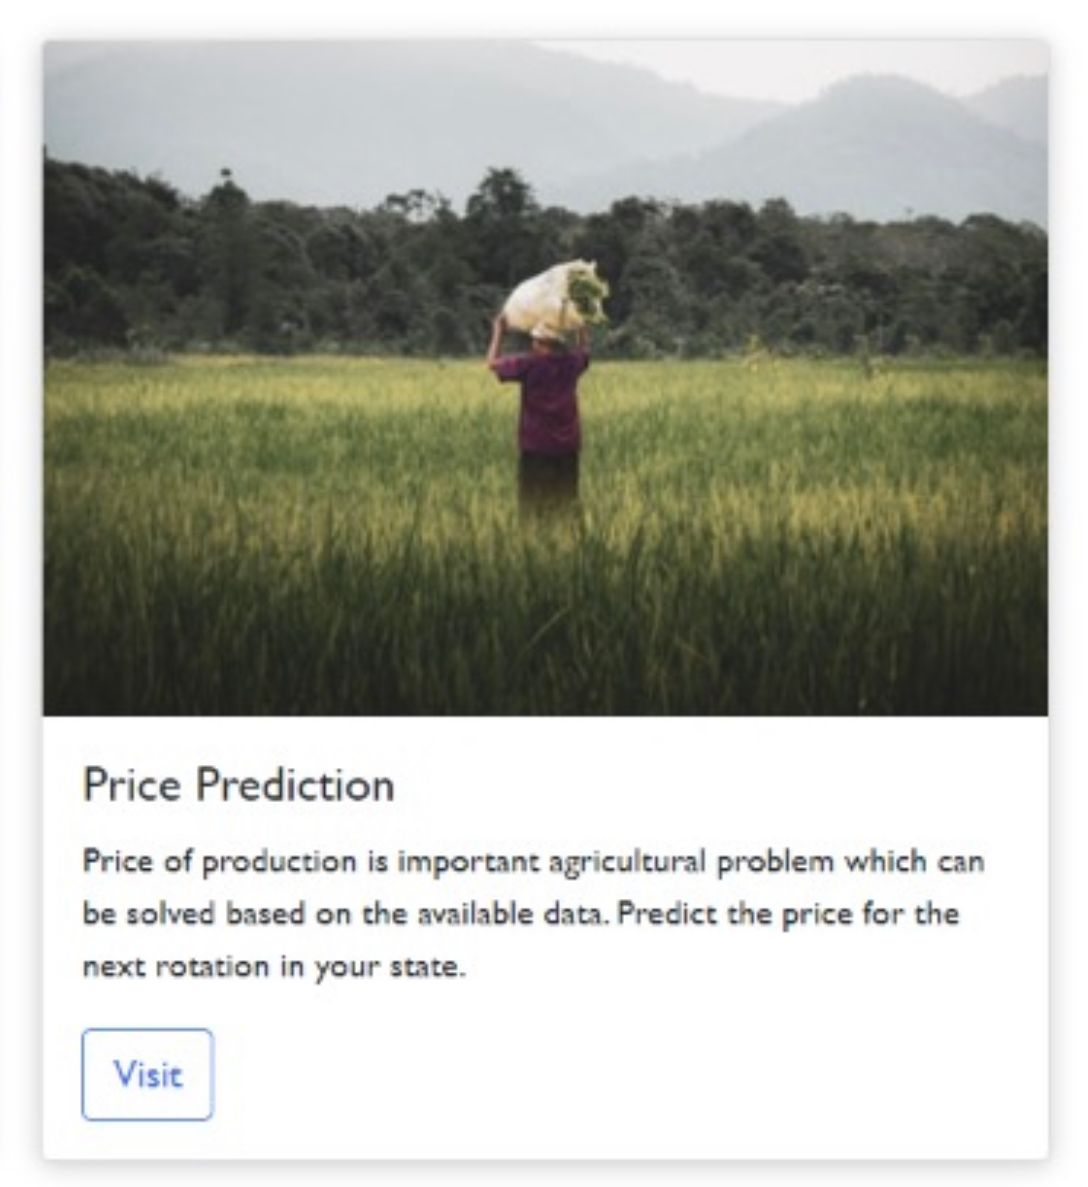 Price Prediction
Price of production is important agricultural problem which can
be solved based on the available data. Predict the price for the
next rotation in your state.
Visit